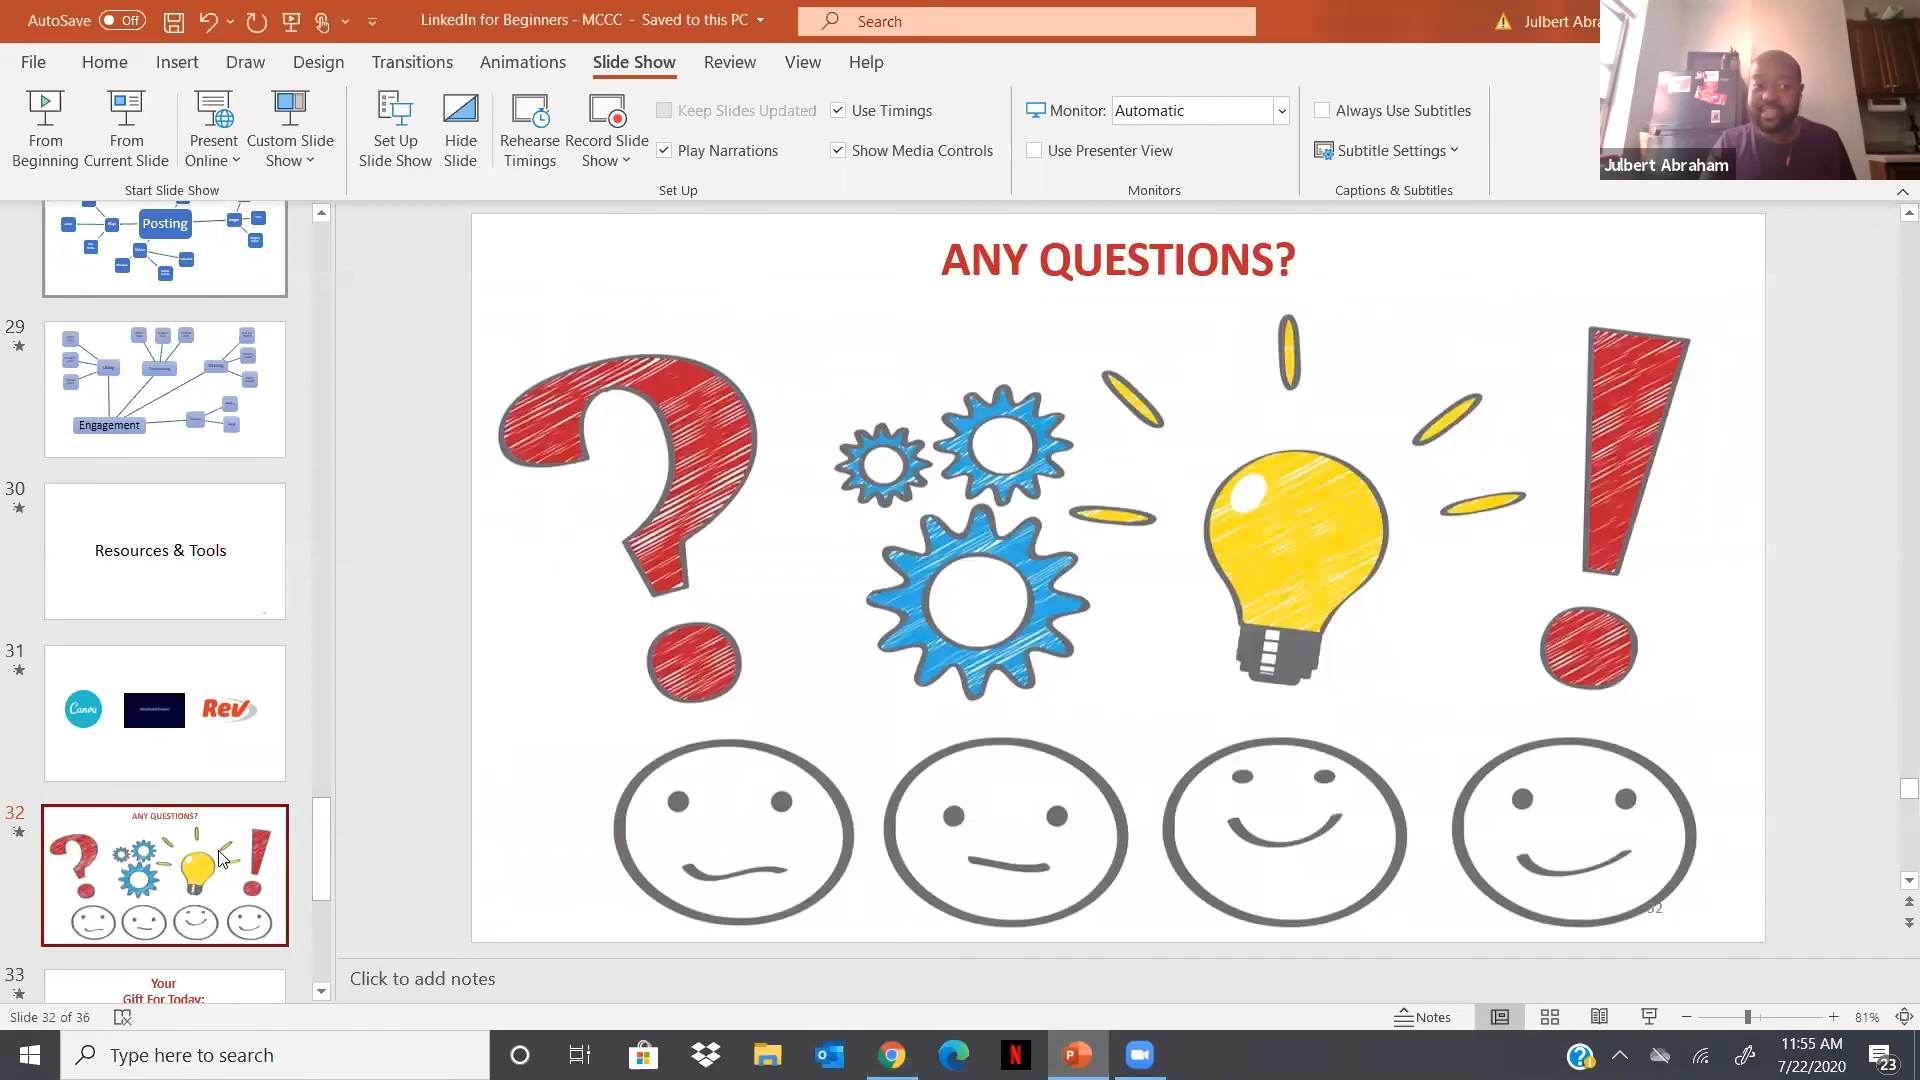 AutoSave Off
LinkedIn for Beginners - MCCC - Saved to this PC
Search
Julbert Abra
File Home Insert Draw Design Transitions Animations Slide Show Review View Help
From Beginning
From Current Slide
Present Online
Custom Slide Show
Start Slide Show
Set Up Slide Show
Hide Slide
Rehearse Timings
Record Slide Show
Keep Slides Updated
Play Narrations
Use Timings
Show Media Controls
Set Up
Monitor: Automatic
Use Presenter View
Monitors
Always Use Subtitles
Subtitle Settings
Captions & Subtitles
Julbert Abraham
Posting
29
Engagement
30
Resources & Tools
31
Canva
Rev
32
ANY QUESTIONS?
33
Your
Gift For Today:
ANY QUESTIONS?
32
Click to add notes
Slide 32 of 36
Notes
81%
Type here to search
11:55 AM
7/22/2020
23